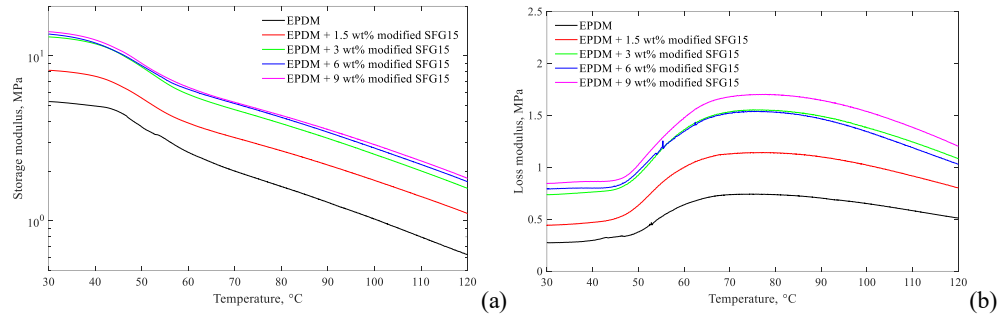 EPDM
EPDM + 1.5 wt% modified SFG15
EPDM + 3 wt% modified SFG15
EPDM + 6 wt% modified SFG15
EPDM + 9 wt% modified SFG15
Storage modulus, MPa
10^1
10^0
30 40 50 60 70 80 90 100 110 120
Temperature, °C
(a)
EPDM
EPDM + 1.5 wt% modified SFG15
EPDM + 3 wt% modified SFG15
EPDM + 6 wt% modified SFG15
EPDM + 9 wt% modified SFG15
Loss modulus, MPa
2.5
2
1.5
1
0.5
0
30 40 50 60 70 80 90 100 110 120
Temperature, °C
(b)